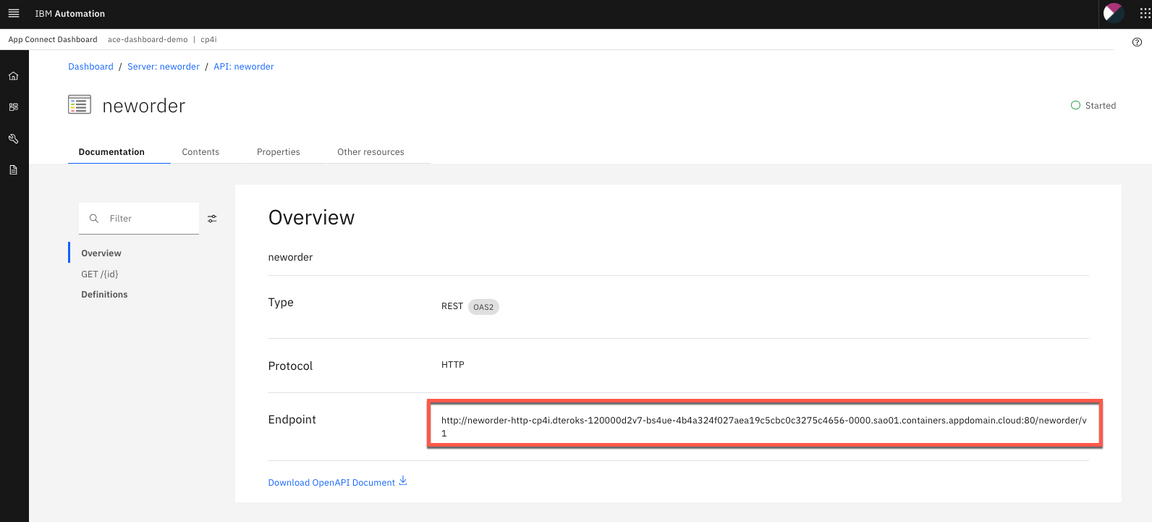 IBM Automation
App Connect Dashboard ace-dashboard-demo | cp4i
Dashboard / Server: neworder / API: neworder
neworder
Started
Documentation Contents Properties Other resources
Filter
Overview
GET /{id}
Definitions
Overview
neworder
Type
REST OAS2
Protocol
HTTP
Endpoint
http://neworder-http-cp4i.dteroks-120000d2v7-bs4ue-4b4a324f027aea19c5cbc0c3275c4656-0000.sao01.containers.appdomain.cloud:80/neworder/v
1
Download OpenAPI Document